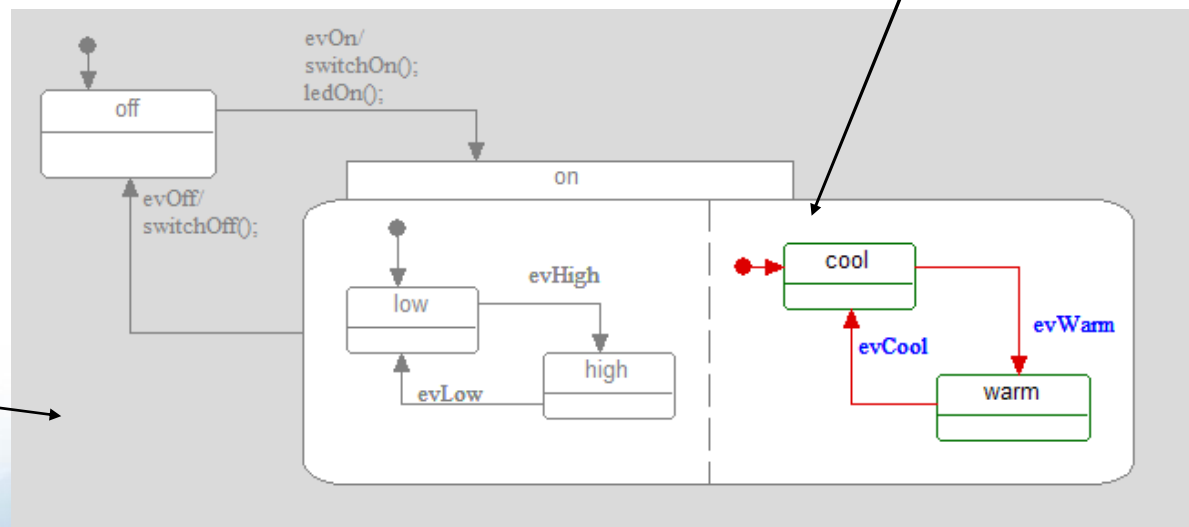 evOn/
switchOn();
ledOn();
off
on
evOff/
switchOff();
cool
evHigh
low
evWarm
evCool
high
warm
evLow